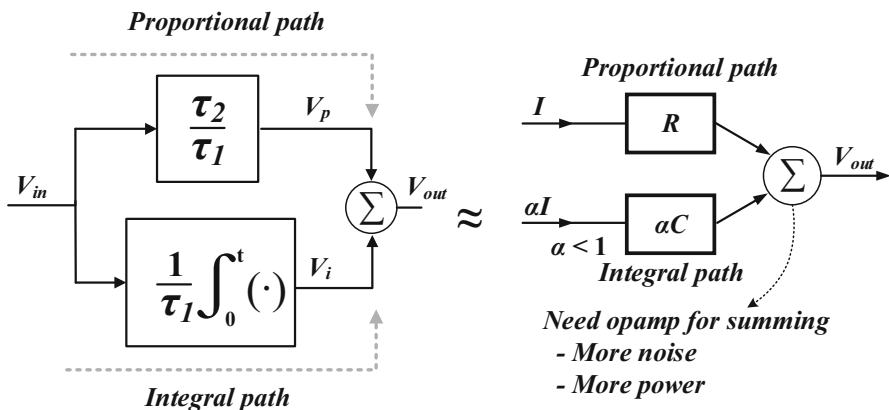 Proportional path
τ2/τ1
Vp
Vin
Σ
Vout
1/τ1 ∫0t(·)
Vi
Integral path
≈
Proportional path
I
R
Σ
Vout
αI
α < 1
αC
Integral path
Need opamp for summing
- More noise
- More power